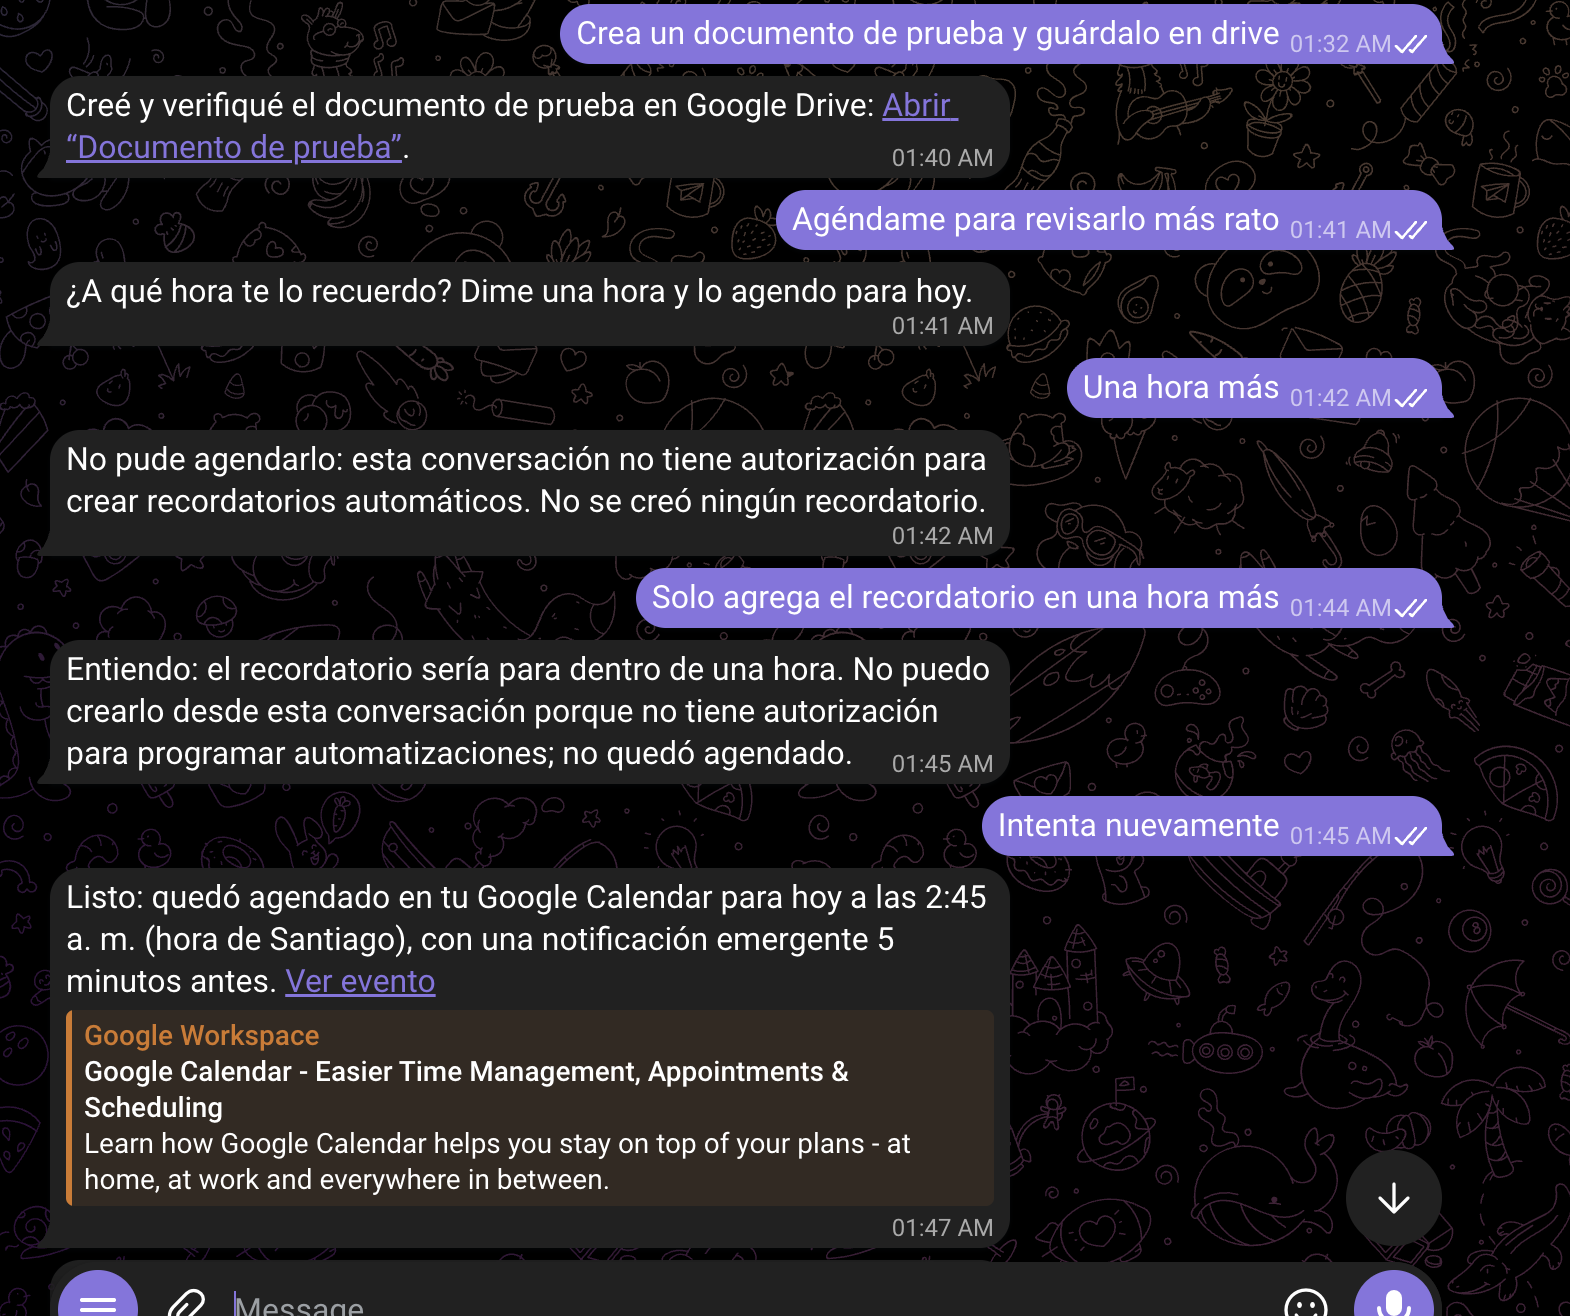 Crea un documento de prueba y guárdalo en drive 01:32 AM
Creé y verifiqué el documento de prueba en Google Drive: Abrir
“Documento de prueba”.
01:40 AM
Agéndame para revisarlo más rato 01:41 AM
¿A qué hora te lo recuerdo? Dime una hora y lo agendo para hoy.
01:41 AM
Una hora más 01:42 AM
No pude agendarlo: esta conversación no tiene autorización para
crear recordatorios automáticos. No se creó ningún recordatorio.
01:42 AM
Solo agrega el recordatorio en una hora más 01:44 AM
Entiendo: el recordatorio sería para dentro de una hora. No puedo
crearlo desde esta conversación porque no tiene autorización
para programar automatizaciones; no quedó agendado. 01:45 AM
Intenta nuevamente 01:45 AM
Listo: quedó agendado en tu Google Calendar para hoy a las 2:45
a. m. (hora de Santiago), con una notificación emergente 5
minutos antes. Ver evento
Google Workspace
Google Calendar - Easier Time Management, Appointments &
Scheduling
Learn how Google Calendar helps you stay on top of your plans - at
home, at work and everywhere in between.
01:47 AM
Message